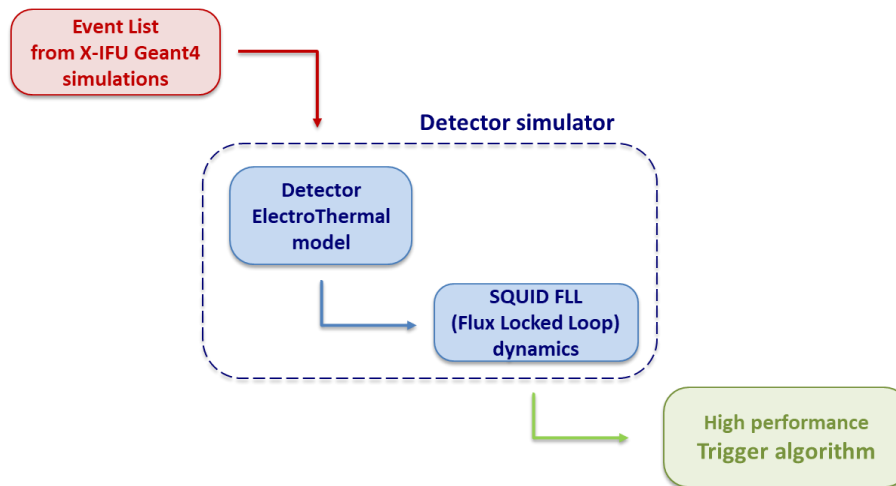 Event List
from X-IFU Geant4
simulations
Detector simulator
Detector
ElectroThermal
model
SQUID FLL
(Flux Locked Loop)
dynamics
High performance
Trigger algorithm